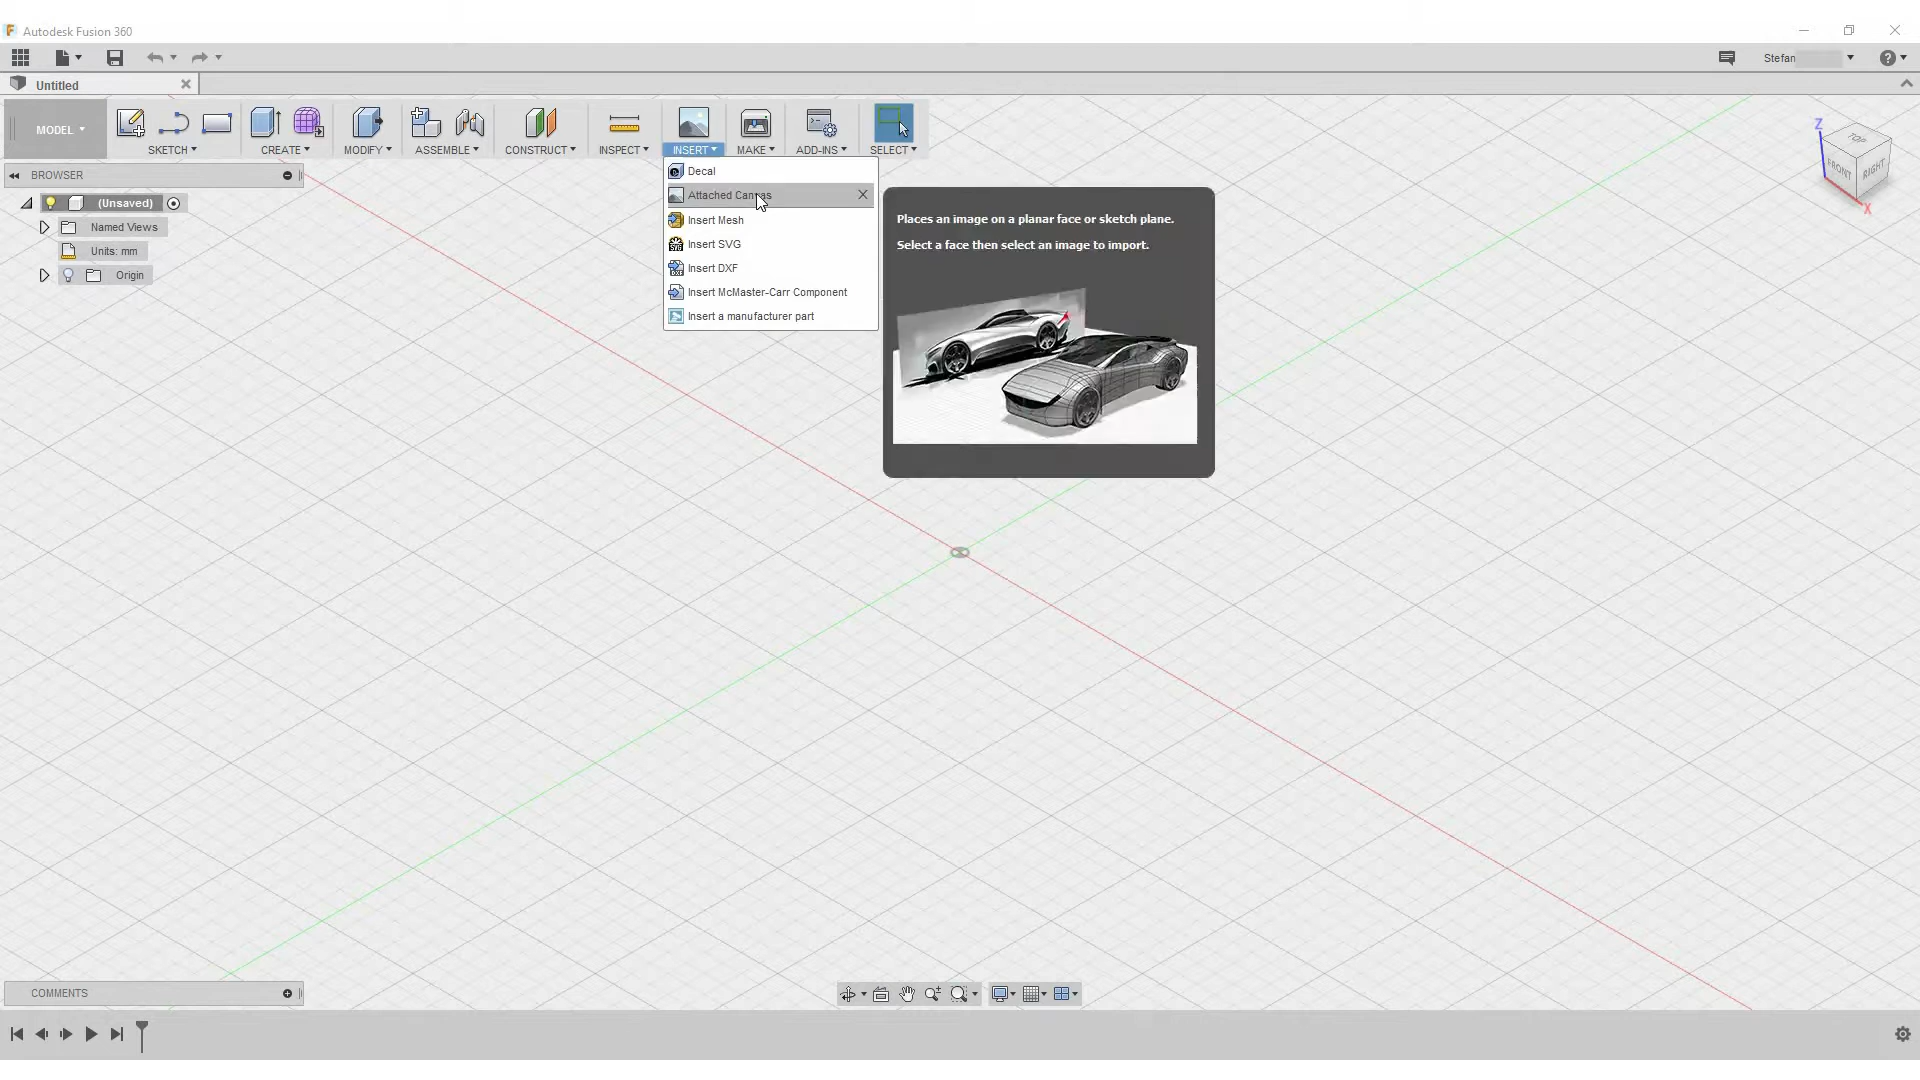 Autodesk Fusion 360
Stefan
Untitled
MODEL
SKETCH
CREATE
MODIFY
ASSEMBLE
CONSTRUCT
INSPECT
INSERT
MAKE
ADD-INS
SELECT
BROWSER
(Unsaved)
Named Views
Units: mm
Origin
Decal
Attached Canvas
Insert Mesh
Insert SVG
Insert DXF
Insert McMaster-Carr Component
Insert a manufacturer part
Places an image on a planar face or sketch plane.
Select a face then select an image to import.
Z
TOP
FRONT
RIGHT
X
COMMENTS